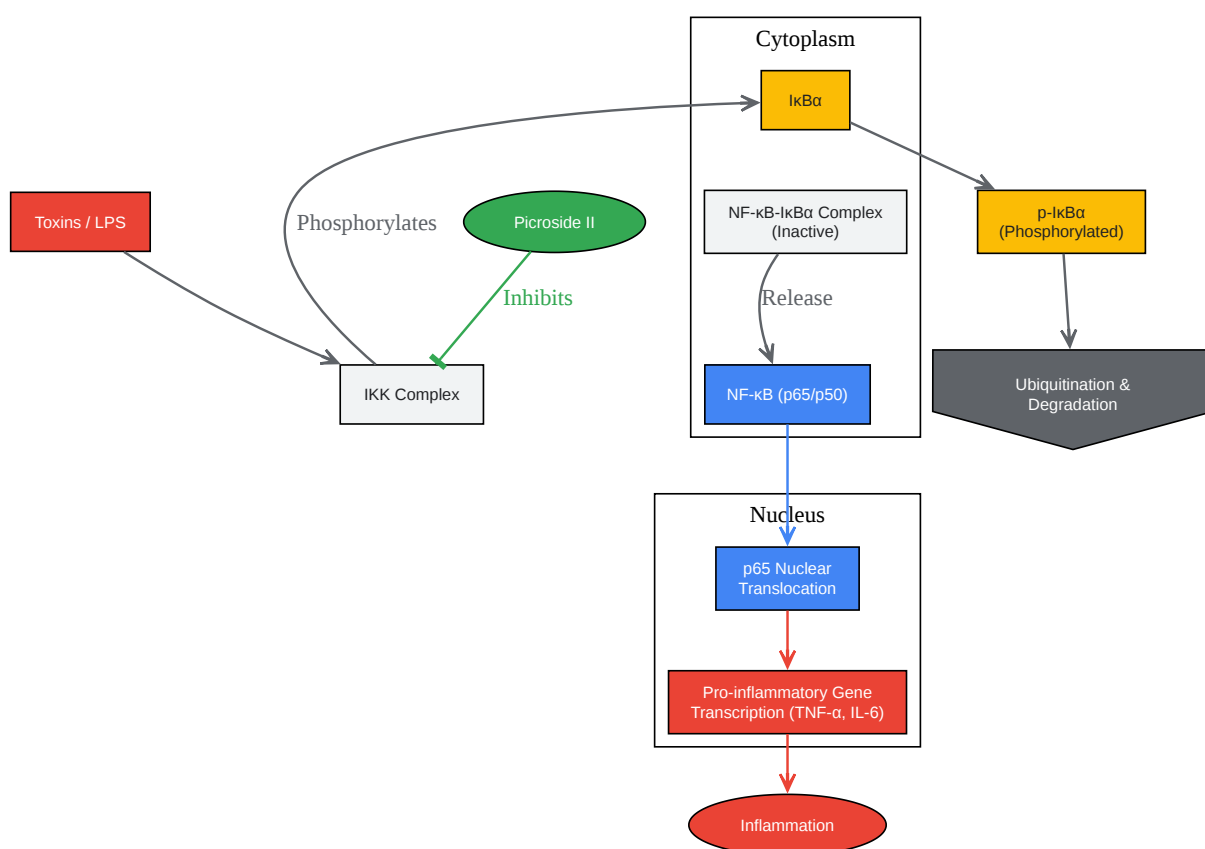 Cytoplasm
IκBα
Toxins / LPS
Phosphorylates
Picroside II
NF-κB-IκBα Complex
(Inactive)
p-IκBα
(Phosphorylated)
Inhibits
Release
IKK Complex
NF-κB (p65/p50)
Ubiquitination &
Degradation
Nucleus
p65 Nuclear
Translocation
Pro-inflammatory Gene
Transcription (TNF-α, IL-6)
Inflammation